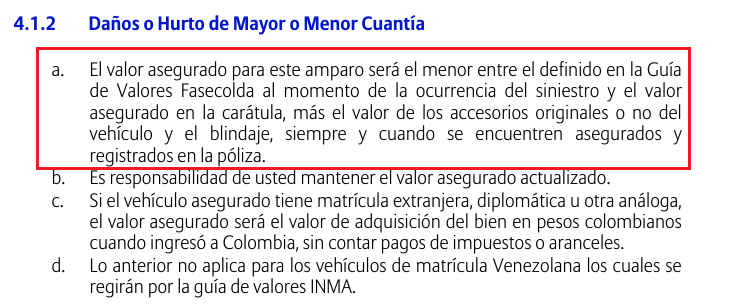 4.1.2 Daños o Hurto de Mayor o Menor Cuantía
a. El valor asegurado para este amparo será el menor entre el definido en la Guía
de Valores Fasecolda al momento de la ocurrencia del siniestro y el valor
asegurado en la carátula, más el valor de los accesorios originales o no del
vehículo y el blindaje, siempre y cuando se encuentren asegurados y
registrados en la póliza.
b. Es responsabilidad de usted mantener el valor asegurado actualizado.
c. Si el vehículo asegurado tiene matrícula extranjera, diplomática u otra análoga,
el valor asegurado será el valor de adquisición del bien en pesos colombianos
cuando ingresó a Colombia, sin contar pagos de impuestos o aranceles.
d. Lo anterior no aplica para los vehículos de matrícula Venezolana los cuales se
regirán por la guía de valores INMA.